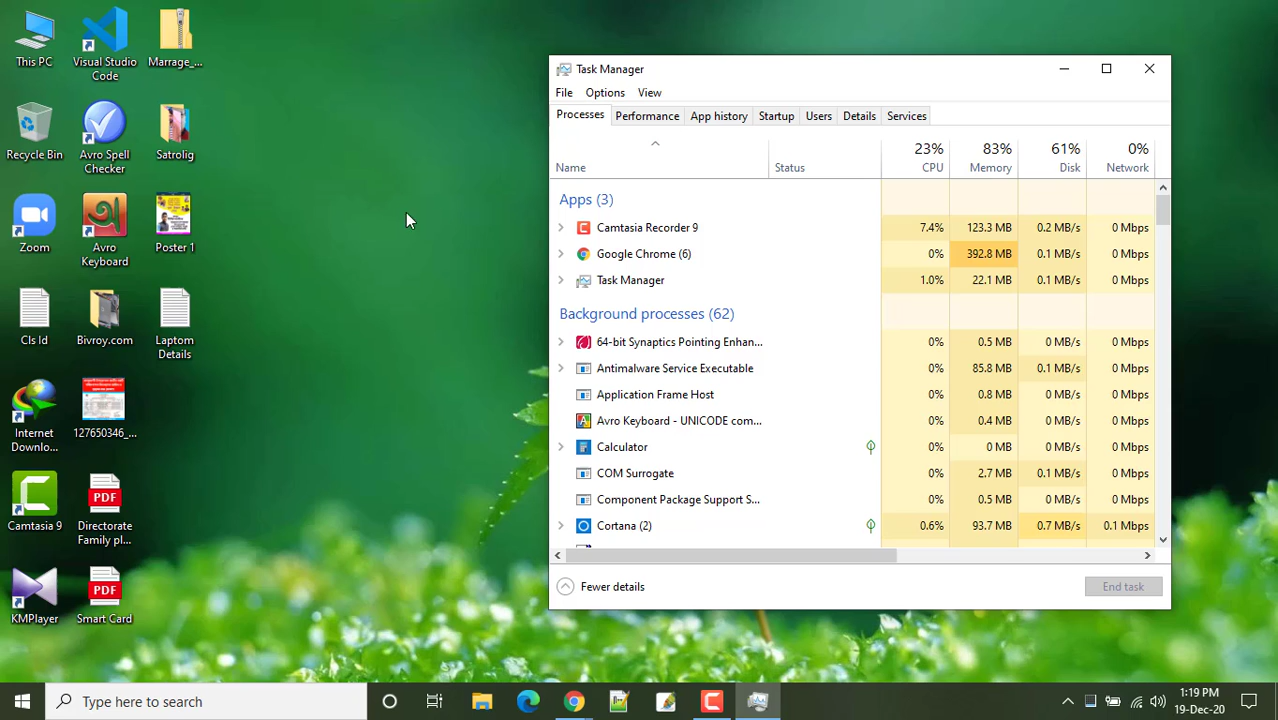 This PC
Visual Studio
Code
Marrage_...
Recycle Bin
Avro Spell
Checker
Satrolig
Zoom
Avro
Keyboard
Poster 1
Cls Id
Bivroy.com
Laptom
Details
Internet
Downlo...
127650346_...
Camtasia 9
Directorate
Family pl...
KMPlayer
Smart Card
Task Manager
File Options View
Processes Performance App history Startup Users Details Services
23% 83% 61% 0%
Name Status CPU Memory Disk Network
Apps (3)
Camtasia Recorder 9 7.4% 123.3 MB 0.2 MB/s 0 Mbps
Google Chrome (6) 0% 392.8 MB 0.1 MB/s 0 Mbps
Task Manager 1.0% 22.1 MB 0.1 MB/s 0 Mbps
Background processes (62)
64-bit Synaptics Pointing Enhan... 0% 0.5 MB 0 MB/s 0 Mbps
Antimalware Service Executable 0% 85.8 MB 0.1 MB/s 0 Mbps
Application Frame Host 0% 0.8 MB 0 MB/s 0 Mbps
Avro Keyboard - UNICODE com... 0% 0.4 MB 0 MB/s 0 Mbps
Calculator 0% 0 MB 0 MB/s 0 Mbps
COM Surrogate 0% 2.7 MB 0.1 MB/s 0 Mbps
Component Package Support S... 0% 0.5 MB 0 MB/s 0 Mbps
Cortana (2) 0.6% 93.7 MB 0.7 MB/s 0.1 Mbps
Fewer details End task
Type here to search
1:19 PM
19-Dec-20